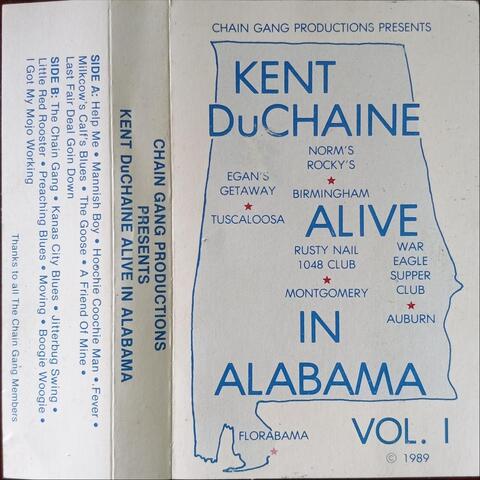 CHAIN GANG PRODUCTIONS PRESENTS
KENT
DuCHAINE
NORM'S
ROCKY'S
BIRMINGHAM
EGAN'S
GETAWAY
TUSCALOOSA
ALIVE
RUSTY NAIL
1048 CLUB
MONTGOMERY
WAR
EAGLE
SUPPER
CLUB
AUBURN
IN
ALABAMA
FLORABAMA
VOL. I
© 1989
CHAIN GANG PRODUCTIONS
PRESENTS
KENT DuCHAINE ALIVE IN ALABAMA
SIDE A: Help Me • Mannish Boy • Hoochie Coochie Man • Fever •
Milkcow's Calf's Blues • The Goose • A Friend Of Mine •
Last Fair Deal Goin Down
SIDE B: The Chain Gang • Kanas City Blues • Jitterbug Swing •
Little Red Rooster • Preaching Blues • Moving • Boogie Woogie •
I Got My Mojo Working
Thanks to all The Chain Gang Members